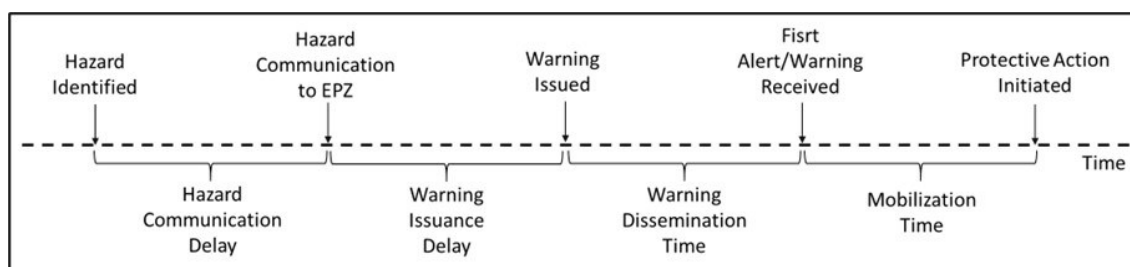 Hazard
Identified
Hazard
Communication
to EPZ
Warning
Issued
Fisrt
Alert/Warning
Received
Protective Action
Initiated
Time
Hazard
Communication
Delay
Warning
Issuance
Delay
Warning
Dissemination
Time
Mobilization
Time